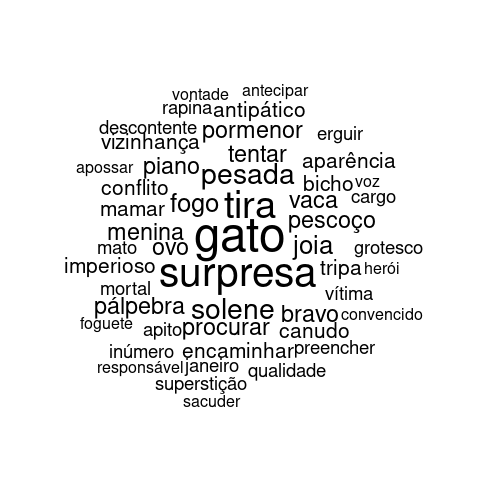 vontade antecipar
rapina antipático
descontente pormenor erguir
vizinhança tentar aparência
apossar piano pesada bicho voz
conflito fogo tira vaca cargo
mamar pescoço
menina gato joia
mato ovo grotesco
imperioso surpresa tripa herói
mortal vítima
pálpebra solene bravo convencido
foguete apito procurar canudo
inúmero encaminhar preencher
responsável janeiro qualidade
superstição
sacuder